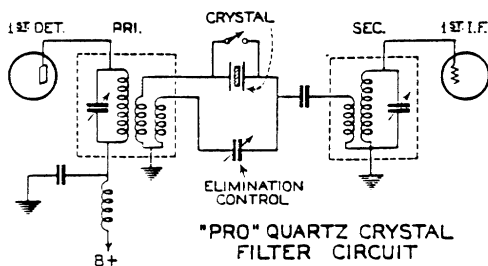 CRYSTAL
1ST DET.
PRI.
SEC.
1ST I.F.
ELIMINATION
CONTROL
B+
"PRO" QUARTZ CRYSTAL
FILTER CIRCUIT